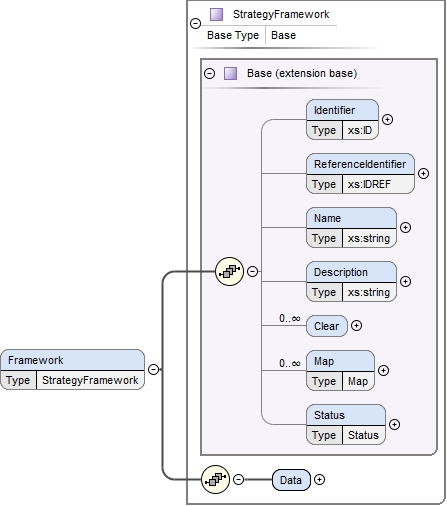 StrategyFramework
Base Type Base
Base (extension base)
Identifier
Type xs:ID
ReferenceIdentifier
Type xs:IDREF
Name
Type xs:string
Description
Type xs:string
0..∞
Clear
0..∞
Map
Type Map
Status
Type Status
Framework
Type StrategyFramework
Data